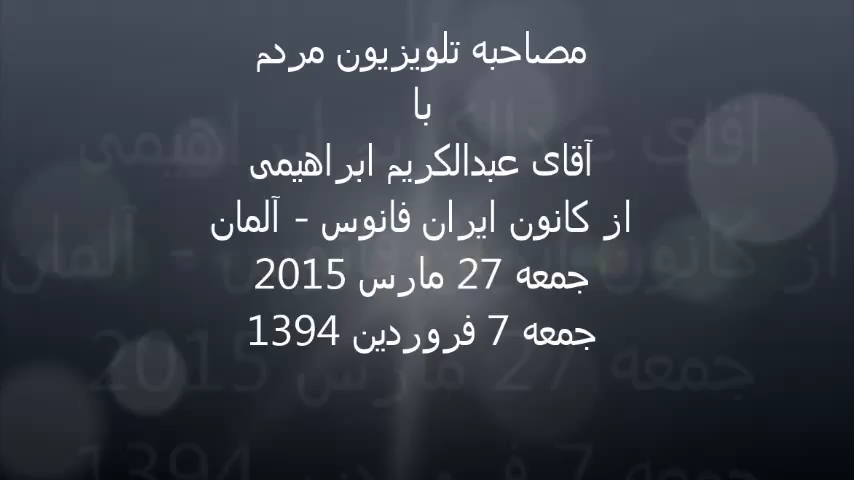 مصاحبه تلویزیون مردم
با
آقای عبدالکریم ابراهیمی
از کانون ایران فانوس - آلمان
جمعه 27 مارس 2015
جمعه 7 فروردین 1394